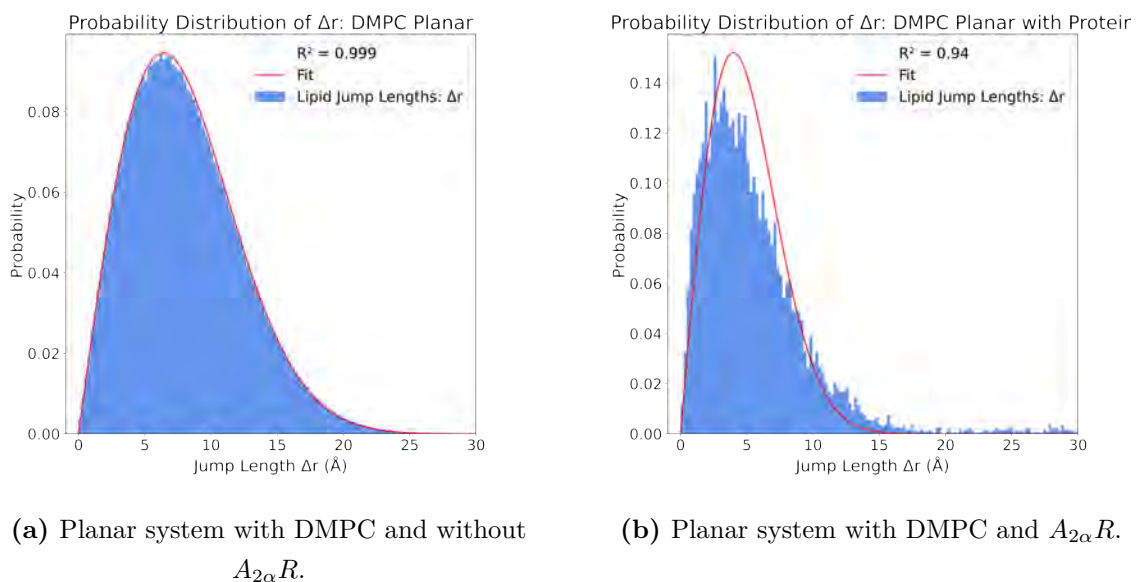 Probability Distribution of Δr: DMPC Planar
R² = 0.999
Fit
Lipid Jump Lengths: Δr
Probability
0.08
0.06
0.04
0.02
0.00
0
5
10
15
20
25
30
Jump Length Δr (Å)
(a) Planar system with DMPC and without
A2αR.
Probability Distribution of Δr: DMPC Planar with Protein
R² = 0.94
Fit
Lipid Jump Lengths: Δr
Probability
0.14
0.12
0.10
0.08
0.06
0.04
0.02
0.00
0
5
10
15
20
25
30
Jump Length Δr (Å)
(b) Planar system with DMPC and A2αR.